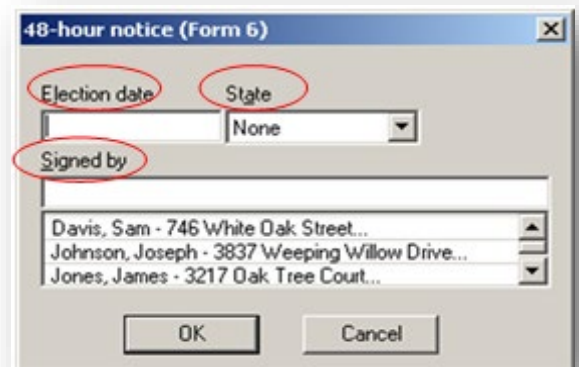 48-hour notice (Form 6)
Election date State
None
Signed by
Davis, Sam - 746 White Oak Street...
Johnson, Joseph - 3837 Weeping Willow Drive...
Jones, James - 3217 Oak Tree Court...
OK Cancel